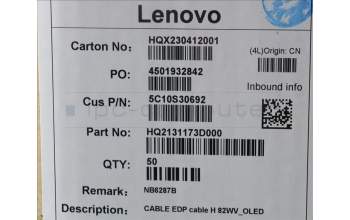 Lenovo
Carton No: HQX230412001
(4L)Origin: CN
PO: 4501932842
Inbound info
Cus P/N: 5C10S30692
Part No: HQ2131173D000
QTY: 50
Remark: NB6287B
Description: CABLE EDP cable H 82WV_OLED